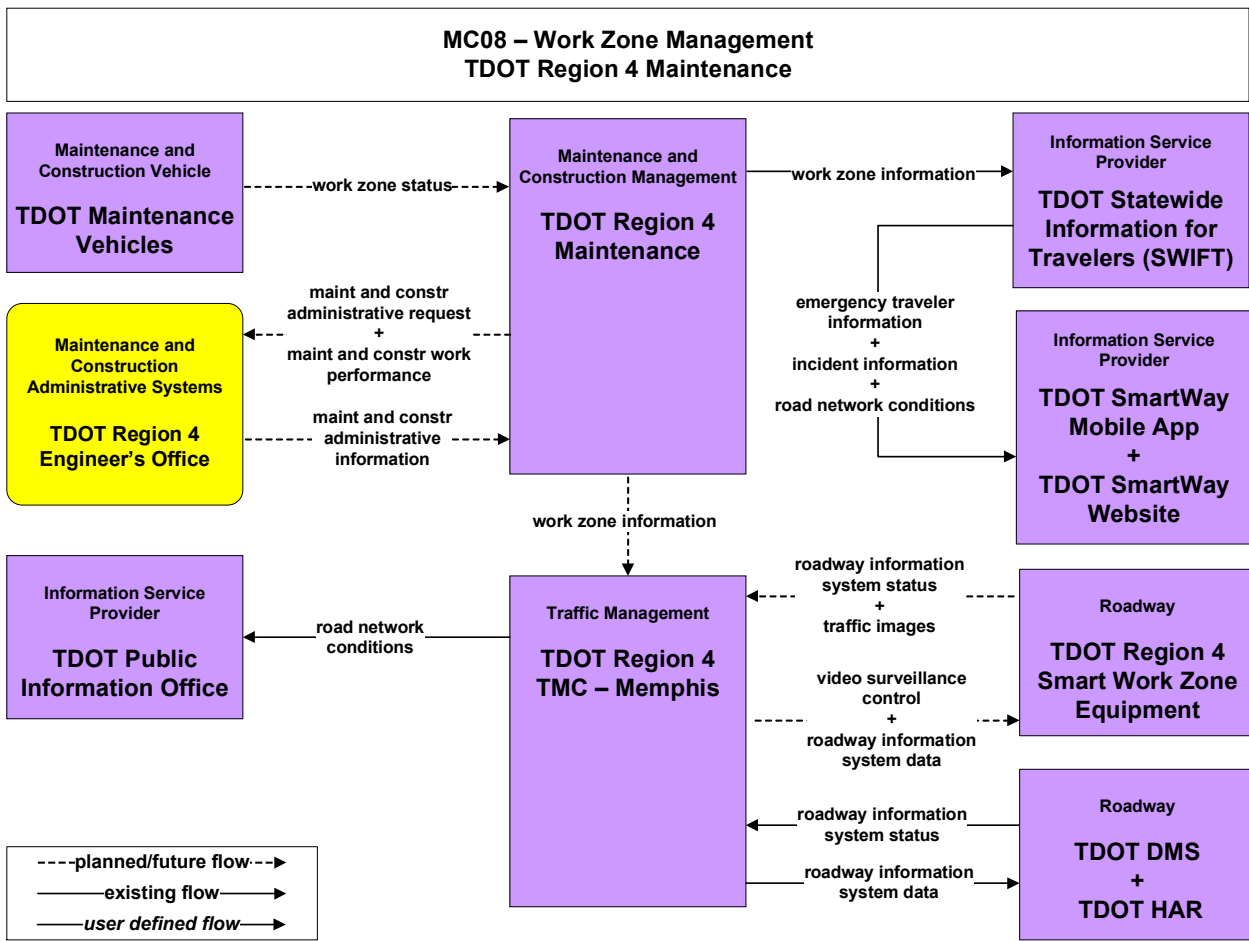 MC08 – Work Zone Management
TDOT Region 4 Maintenance
Maintenance and
Construction Vehicle
TDOT Maintenance
Vehicles
work zone status
Maintenance and
Construction Management
TDOT Region 4
Maintenance
work zone information
Information Service
Provider
TDOT Statewide
Information for
Travelers (SWIFT)
maint and constr
administrative request
+
maint and constr work
performance
emergency traveler
information
+
incident information
+
road network conditions
Maintenance and
Construction
Administrative Systems
TDOT Region 4
Engineer's Office
maint and constr
administrative
information
Information Service
Provider
TDOT SmartWay
Mobile App
+
TDOT SmartWay
Website
work zone information
Information Service
Provider
TDOT Public
Information Office
road network
conditions
Traffic Management
TDOT Region 4
TMC – Memphis
roadway information
system status
+
traffic images
video surveillance
control
+
roadway information
system data
Roadway
TDOT Region 4
Smart Work Zone
Equipment
roadway information
system status
roadway information
system data
Roadway
TDOT DMS
+
TDOT HAR
planned/future flow
existing flow
user defined flow